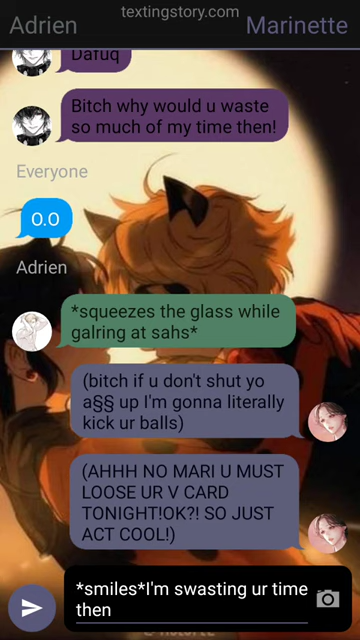 textingstory.com
Adrien
Marinette
Dafuq
Bitch why would u waste
so much of my time then!
Everyone
O.O
Adrien
*squeezes the glass while
galring at sahs*
(bitch if u don't shut yo
a§§ up I'm gonna literally
kick ur balls)
(AHHH NO MARI U MUST
LOOSE UR V CARD
TONIGHT!OK?! SO JUST
ACT COOL!)
*smiles*I'm swasting ur time
then